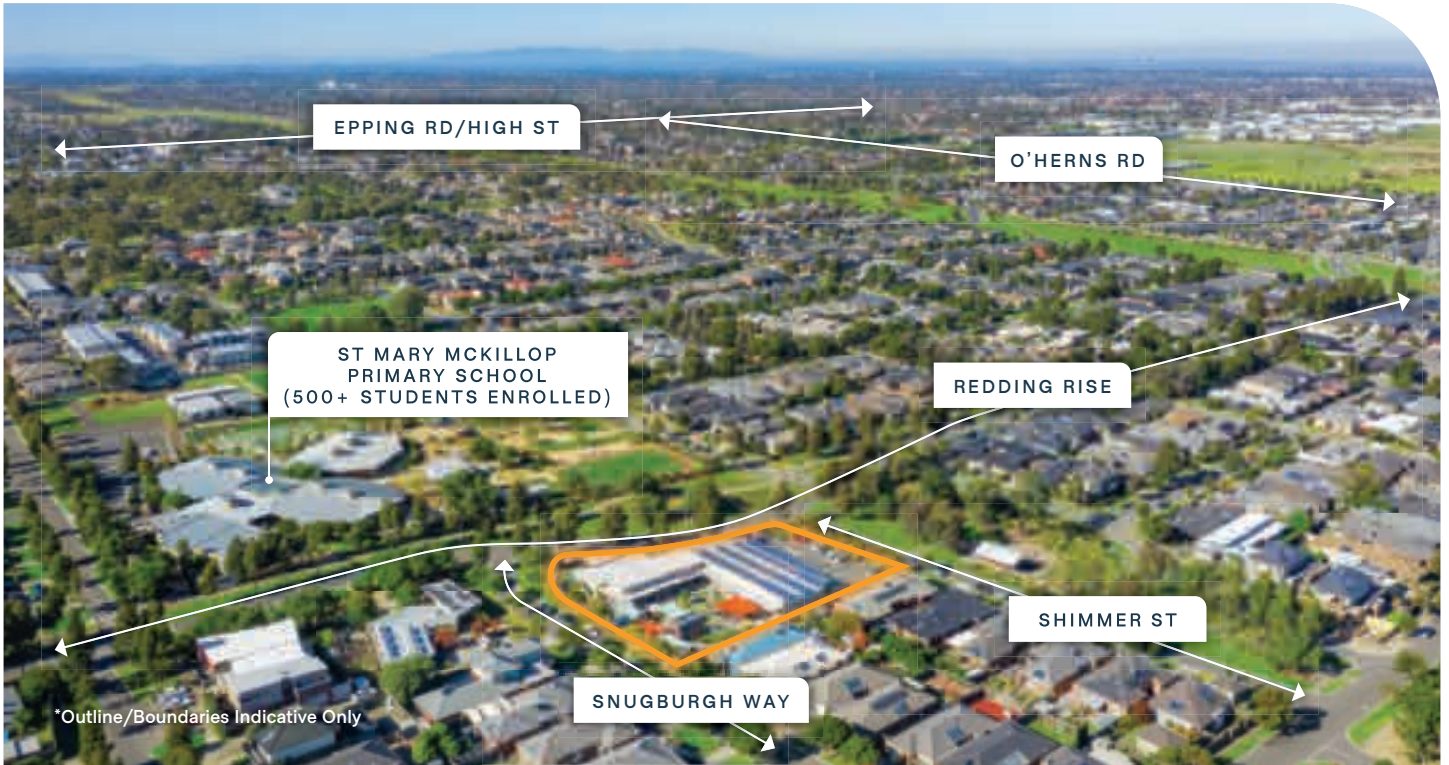 EPPING RD/HIGH ST
O'HERNS RD
ST MARY MCKILLOP
PRIMARY SCHOOL
(500+ STUDENTS ENROLLED)
REDDING RISE
SHIMMER ST
SNUGBURGH WAY
*Outline/Boundaries Indicative Only